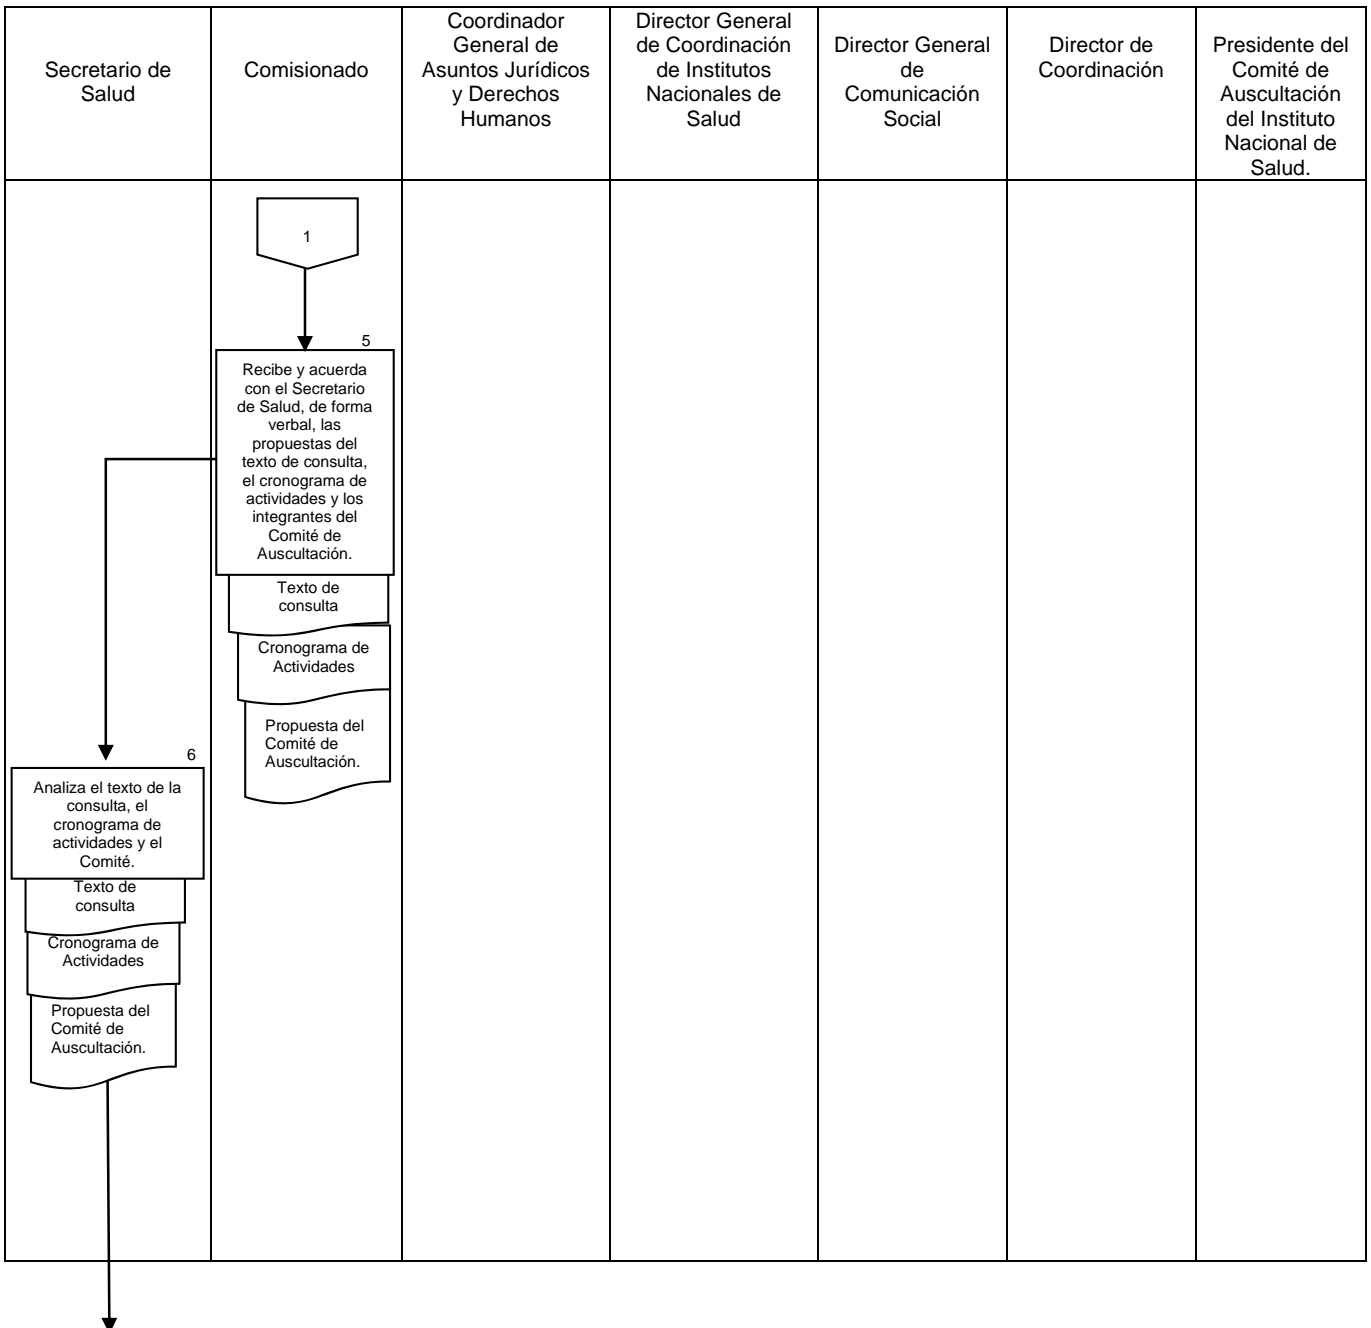 Secretario de
Salud
Comisionado
Coordinador
General de
Asuntos Jurídicos
y Derechos
Humanos
Director General
de Coordinación
de Institutos
Nacionales de
Salud
Director General
de
Comunicación
Social
Director de
Coordinación
Presidente del
Comité de
Auscultación
del Instituto
Nacional de
Salud.
1
5
Recibe y acuerda
con el Secretario
de Salud, de forma
verbal, las
propuestas del
texto de consulta,
el cronograma de
actividades y los
integrantes del
Comité de
Auscultación.
Texto de
consulta
Cronograma de
Actividades
Propuesta del
Comité de
Auscultación.
6
Analiza el texto de la
consulta, el
cronograma de
actividades y el
Comité.
Texto de
consulta
Cronograma de
Actividades
Propuesta del
Comité de
Auscultación.